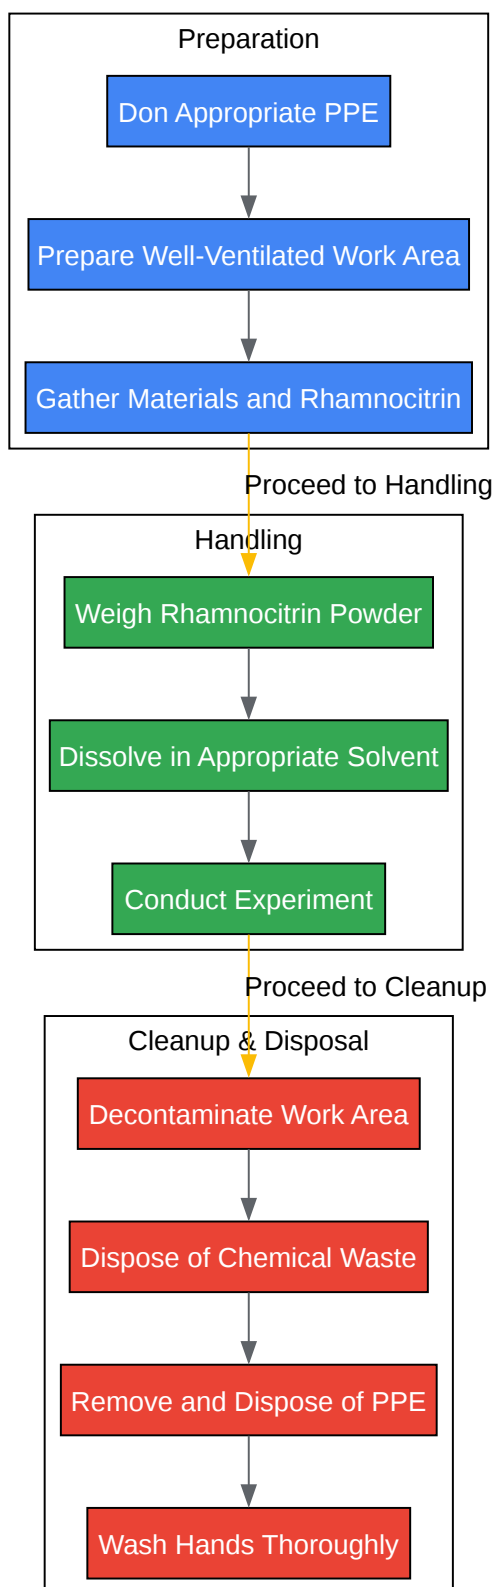 Preparation
Don Appropriate PPE
Prepare Well-Ventilated Work Area
Gather Materials and Rhamnocitrin
Proceed to Handling
Handling
Weigh Rhamnocitrin Powder
Dissolve in Appropriate Solvent
Conduct Experiment
Proceed to Cleanup
Cleanup & Disposal
Decontaminate Work Area
Dispose of Chemical Waste
Remove and Dispose of PPE
Wash Hands Thoroughly